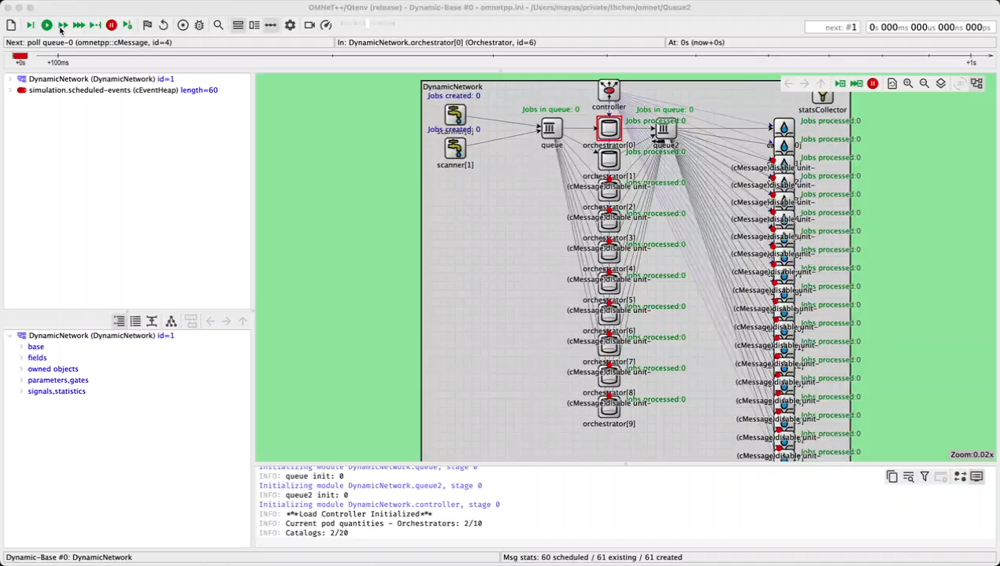 OMNeT++/Qtenv (release) - Dynamic-Base #0 - omnetpp.ini - /Users/mayas/private/thchen/omnet/Queue2
next: #1
0s 000ms 000us 000ns 000ps
Next: poll queue-0 (omnetpp::cMessage, id=4)
In: DynamicNetwork.orchestrator[0] (Orchestrator, id=6)
At: 0s (now+0s)
+0s
+100ms
+1s
DynamicNetwork (DynamicNetwork) id=1
simulation.scheduled-events (cEventHeap) length=60
DynamicNetwork (DynamicNetwork) id=1
base
fields
owned objects
parameters,gates
signals,statistics
DynamicNetwork
Jobs created: 0
Jobs created: 0
scanner[1]
Jobs in queue: 0
queue
controller
Jobs in queue: 0
queue2
statsCollector
orchestrator[0]
Jobs processed:0
orchestrator[1]
Jobs processed:0
(cMessage)disable unit-
orchestrator[2]
Jobs processed:0
(cMessage)disable unit-
orchestrator[3]
Jobs processed:0
(cMessage)disable unit-
orchestrator[4]
Jobs processed:0
(cMessage)disable unit-
orchestrator[5]
Jobs processed:0
(cMessage)disable unit-
orchestrator[6]
Jobs processed:0
(cMessage)disable unit-
orchestrator[7]
Jobs processed:0
(cMessage)disable unit-
orchestrator[8]
Jobs processed:0
(cMessage)disable unit-
orchestrator[9]
Jobs processed:0
Jobs processed:0
Jobs processed:0
Jobs processed:0
(cMessage)disable unit-
Jobs processed:0
(cMessage)disable unit-
Jobs processed:0
(cMessage)disable unit-
Jobs processed:0
(cMessage)disable unit-
Jobs processed:0
(cMessage)disable unit-
Jobs processed:0
(cMessage)disable unit-
Jobs processed:0
(cMessage)disable unit-
Jobs processed:0
(cMessage)disable unit-
Jobs processed:0
(cMessage)disable unit-
Jobs processed:0
(cMessage)disable unit-
Jobs processed:0
(cMessage)disable unit-
Jobs processed:0
(cMessage)disable unit-
Jobs processed:0
(cMessage)disable unit-
Jobs processed:0
(cMessage)disable unit-
Jobs processed:0
(cMessage)disable unit-
Jobs processed:0
(cMessage)disable unit-
Jobs processed:0
(cMessage)disable unit-
Zoom:0.02x
Initializing module DynamicNetwork.queue, stage 0
INFO: queue init: 0
Initializing module DynamicNetwork.queue2, stage 0
INFO: queue2 init: 0
Initializing module DynamicNetwork.controller, stage 0
INFO: ***Load Controller Initialized***
INFO: Current pod quantities - Orchestrators: 2/10
INFO: Catalogs: 2/20
Dynamic-Base #0: DynamicNetwork
Msg stats: 60 scheduled / 61 existing / 61 created